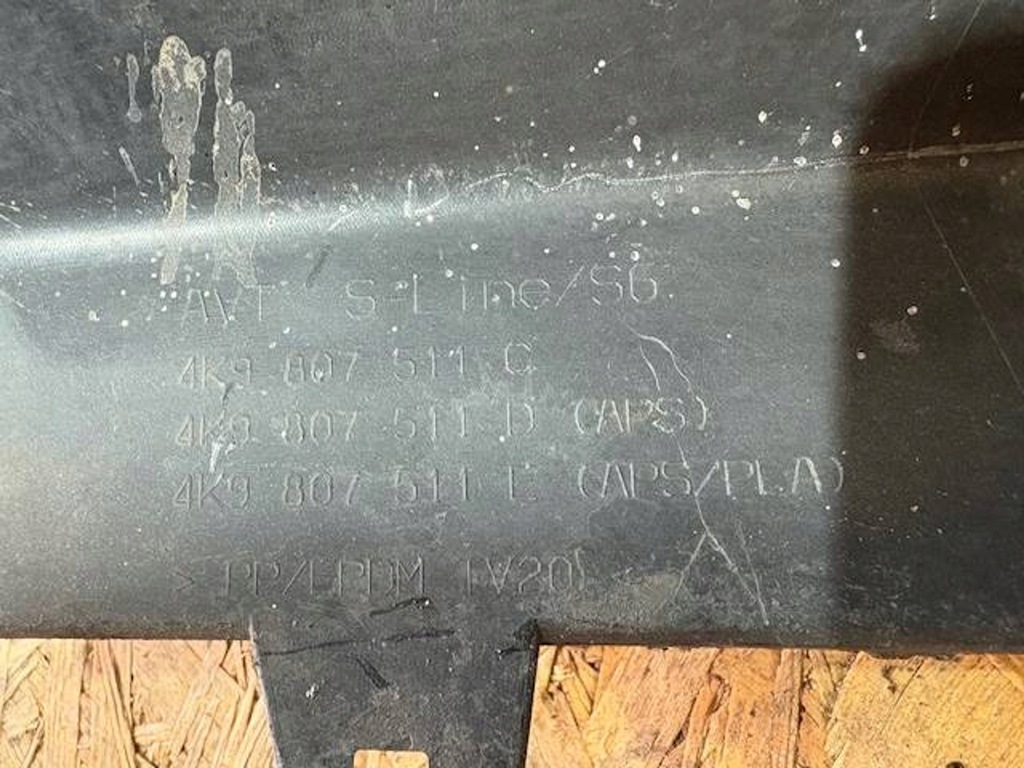 AVT S-Line/S6
4K9 807 511 C
4K9 807 511 D (APS)
4K9 807 511 E (APS/PLA)
> PP/EPDM TV20